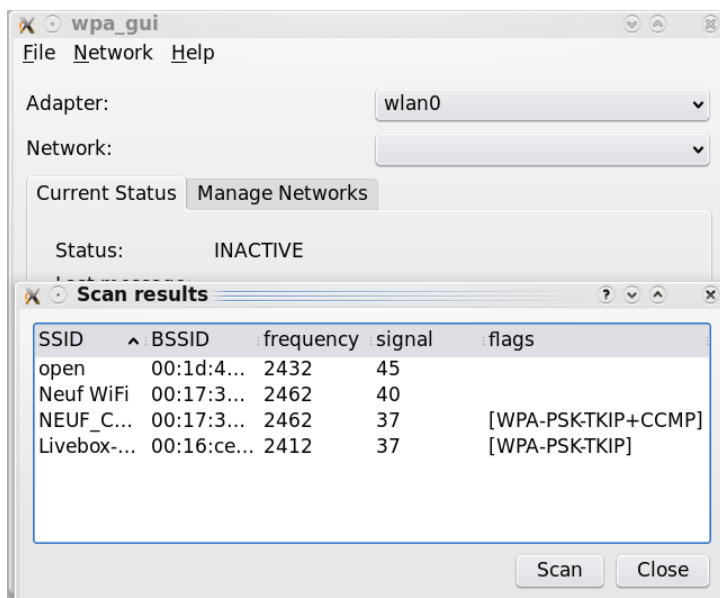 wpa_gui
File Network Help
Adapter: wlan0
Network:
Current Status Manage Networks
Status: INACTIVE
Last message:
Scan results
SSID BSSID frequency signal flags
open 00:1d:4... 2432 45
Neuf WiFi 00:17:3... 2462 40
NEUF_C... 00:17:3... 2462 37 [WPA-PSK-TKIP+CCMP]
Livebox-... 00:16:ce... 2412 37 [WPA-PSK-TKIP]
Scan Close